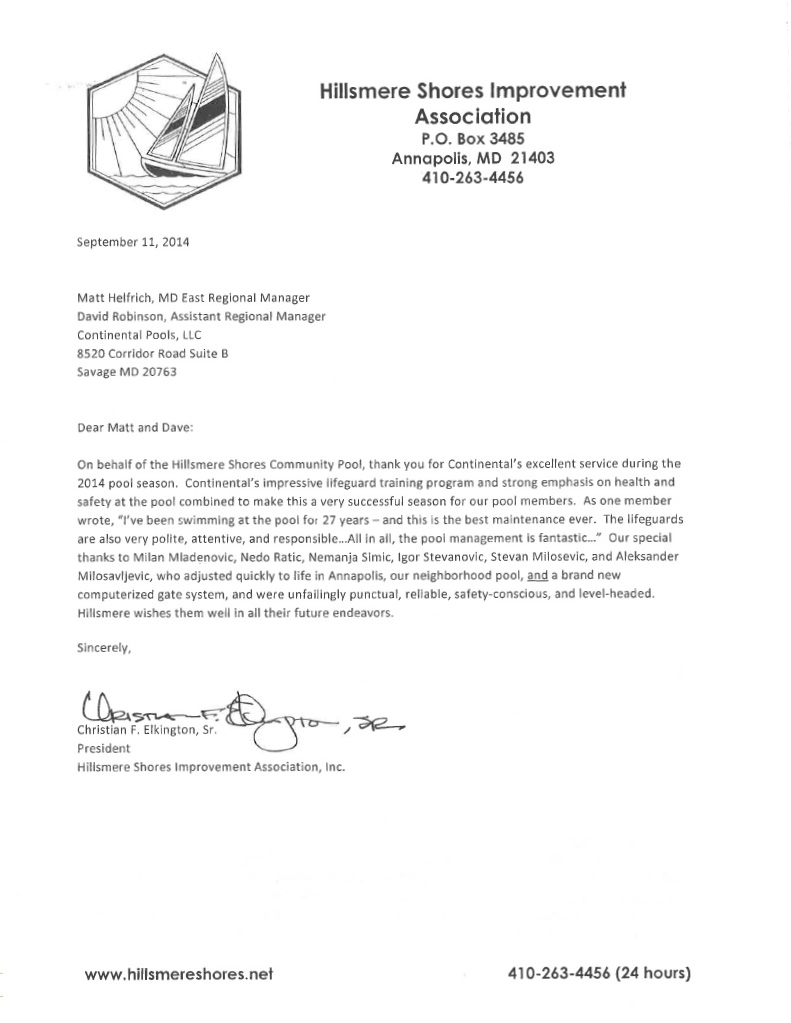 Hillsmere Shores Improvement
Association
P.O. Box 3485
Annapolis, MD 21403
410-263-4456
September 11, 2014
Matt Helfrich, MD East Regional Manager
David Robinson, Assistant Regional Manager
Continental Pools, LLC
8520 Corridor Road Suite B
Savage MD 20763
Dear Matt and Dave:
On behalf of the Hillsmere Shores Community Pool, thank you for Continental's excellent service during the
2014 pool season. Continental's impressive lifeguard training program and strong emphasis on health and
safety at the pool combined to make this a very successful season for our pool members. As one member
wrote, "I've been swimming at the pool for 27 years – and this is the best maintenance ever. The lifeguards
are also very polite, attentive, and responsible...All in all, the pool management is fantastic..." Our special
thanks to Milan Mladenovic, Nedo Ratic, Nemanja Simic, Igor Stevanovic, Stevan Milosevic, and Aleksander
Milosavljevic, who adjusted quickly to life in Annapolis, our neighborhood pool, and a brand new
computerized gate system, and were unfailingly punctual, reliable, safety-conscious, and level-headed.
Hillsmere wishes them well in all their future endeavors.
Sincerely,
Christian F. Elkington, Sr.
President
Hillsmere Shores Improvement Association, Inc.
www.hillsmereshores.net
410-263-4456 (24 hours)